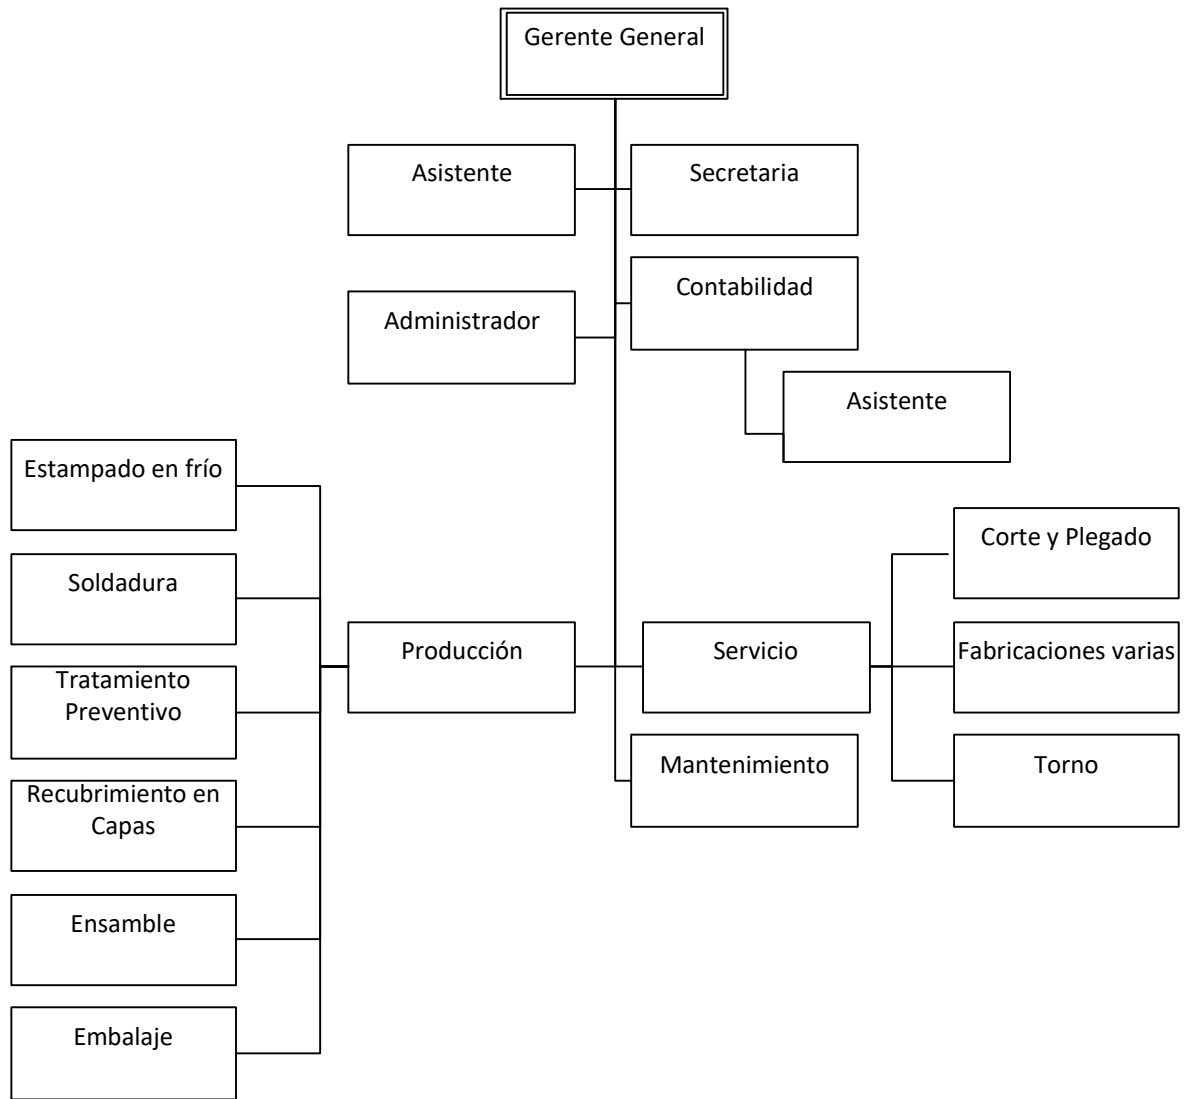 Gerente General
Asistente
Secretaria
Contabilidad
Administrador
Asistente
Estampado en frío
Corte y Plegado
Soldadura
Producción
Servicio
Fabricaciones varias
Tratamiento
Preventivo
Mantenimiento
Torno
Recubrimiento en
Capas
Ensamble
Embalaje